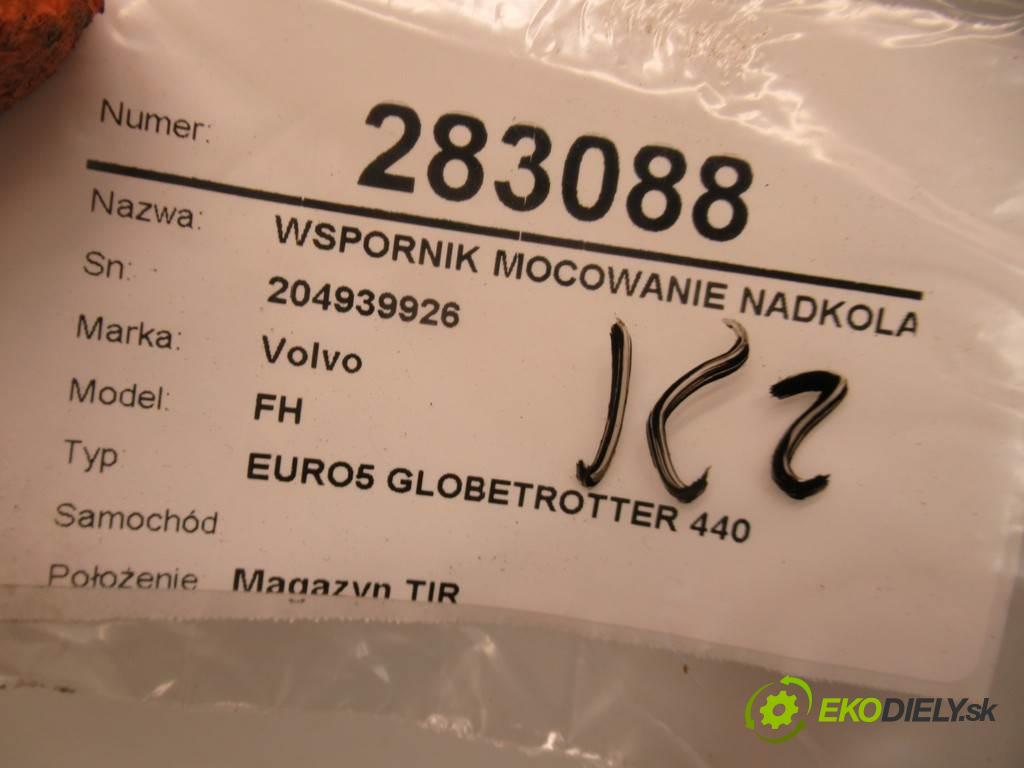 Numer: 283088
Nazwa: WSPORNIK MOCOWANIE NADKOLA
Sn: 204939926
Marka: Volvo
Model: FH
Typ EURO5 GLOBETROTTER 440
Samochód
Położenie Magazyn TIR
EKODIELY.sk